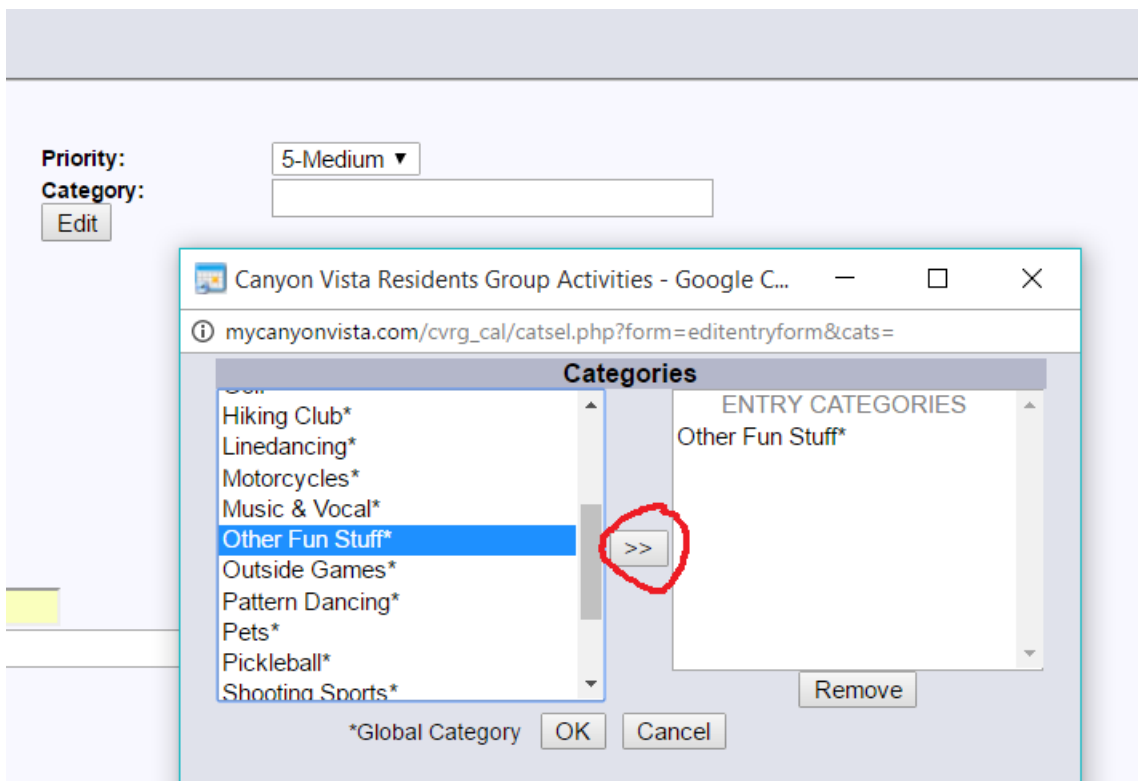 Priority:
5-Medium ▼
Category:
Edit
Canyon Vista Residents Group Activities - Google C...
mycanyonvista.com/cvrg_cal/catsel.php?form=editentryform&cats=
Categories
Hiking Club*
Linedancing*
Motorcycles*
Music & Vocal*
Other Fun Stuff*
Outside Games*
Pattern Dancing*
Pets*
Pickleball*
Shooting Sports*
>>
ENTRY CATEGORIES
Other Fun Stuff*
Remove
*Global Category OK Cancel